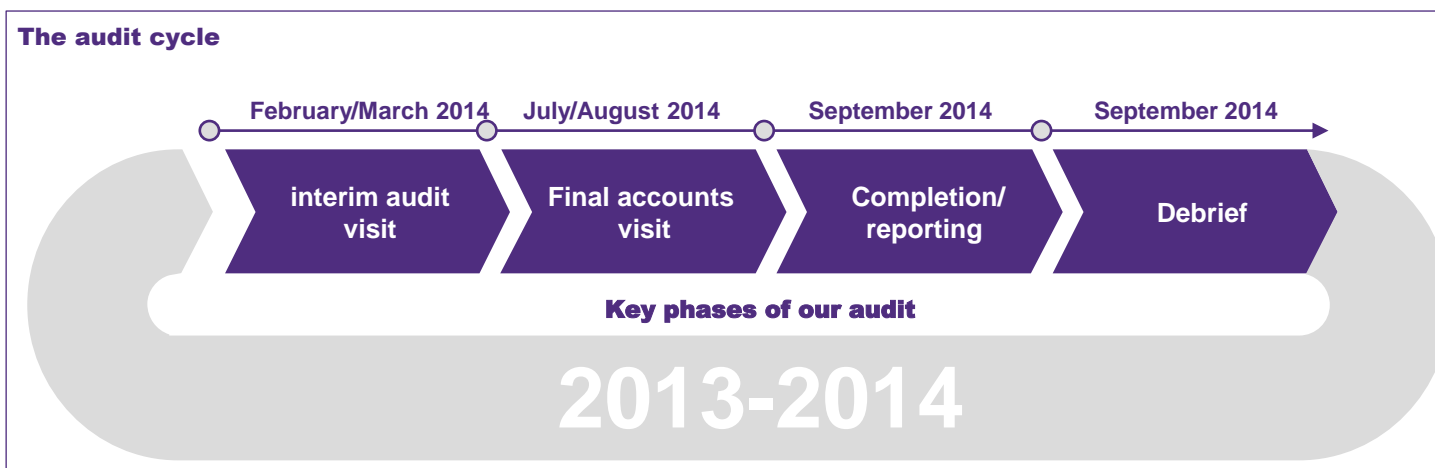 The audit cycle
February/March 2014
July/August 2014
September 2014
September 2014
interim audit
visit
Final accounts
visit
Completion/
reporting
Debrief
Key phases of our audit
2013-2014